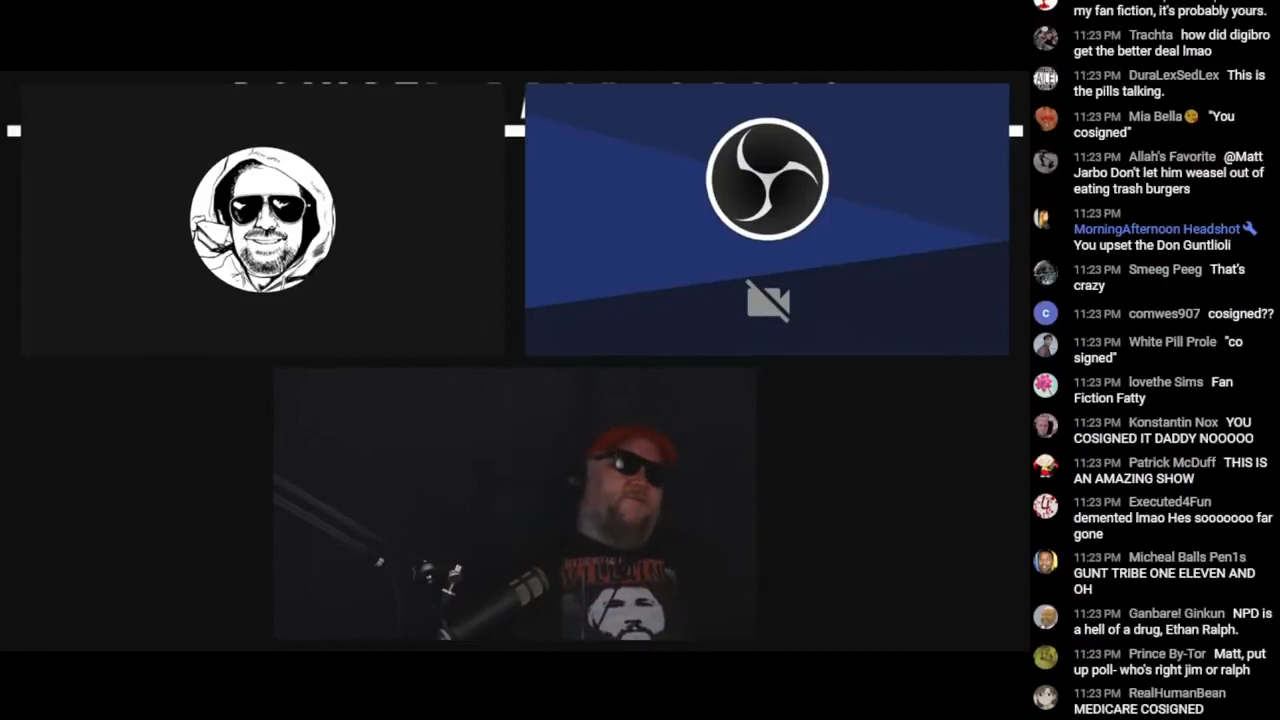 my fan fiction, it's probably yours.
11:23 PM Trachta how did digibro
get the better deal lmao
11:23 PM DuraLexSedLex This is
the pills talking.
11:23 PM Mia Bella "You
cosigned"
11:23 PM Allah's Favorite @Matt
Jarbo Don't let him weasel out of
eating trash burgers
11:23 PM
MorningAfternoon Headshot
You upset the Don Guntlioli
11:23 PM Smeeg Peeg That's
crazy
C
11:23 PM comwes907 cosigned??
11:23 PM White Pill Prole "co
signed"
11:23 PM lovethe Sims Fan
Fiction Fatty
11:23 PM Konstantin Nox YOU
COSIGNED IT DADDY NOOOOO
11:23 PM Patrick McDuff THIS IS
AN AMAZING SHOW
11:23 PM Executed4Fun
demented lmao Hes sooooooo far
gone
11:23 PM Micheal Balls Pen1s
GUNT TRIBE ONE ELEVEN AND
OH
11:23 PM Ganbare! Ginkun NPD is
a hell of a drug, Ethan Ralph.
11:23 PM Prince By-Tor Matt, put
up poll- who's right jim or ralph
11:23 PM RealHumanBean
MEDICARE COSIGNED